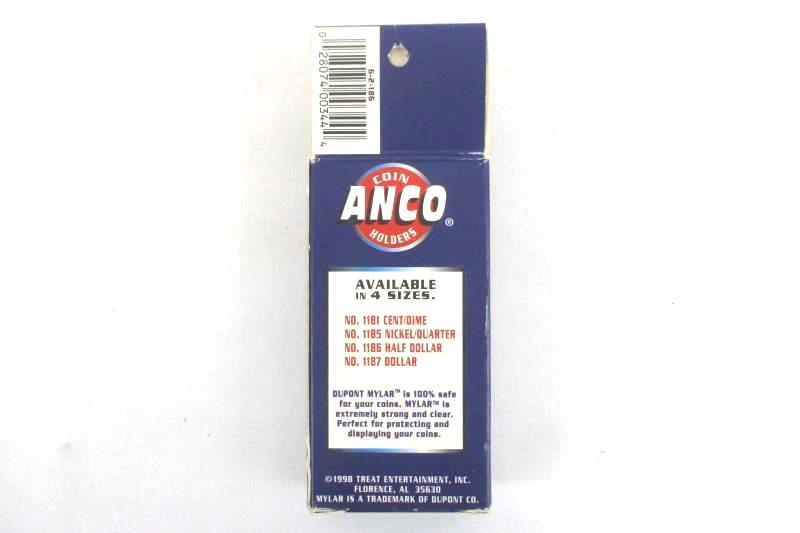 0 28074 00344 4
6-2-186
COIN
ANCO®
HOLDERS
AVAILABLE
IN 4 SIZES.
NO. 1181 CENT/DIME
NO. 1185 NICKEL/QUARTER
NO. 1186 HALF DOLLAR
NO. 1187 DOLLAR
DUPONT MYLAR™ is 100% safe
for your coins. MYLAR™ is
extremely strong and clear.
Perfect for protecting and
displaying your coins.
©1998 TREAT ENTERTAINMENT, INC.
FLORENCE, AL 35630
MYLAR IS A TRADEMARK OF DUPONT CO.